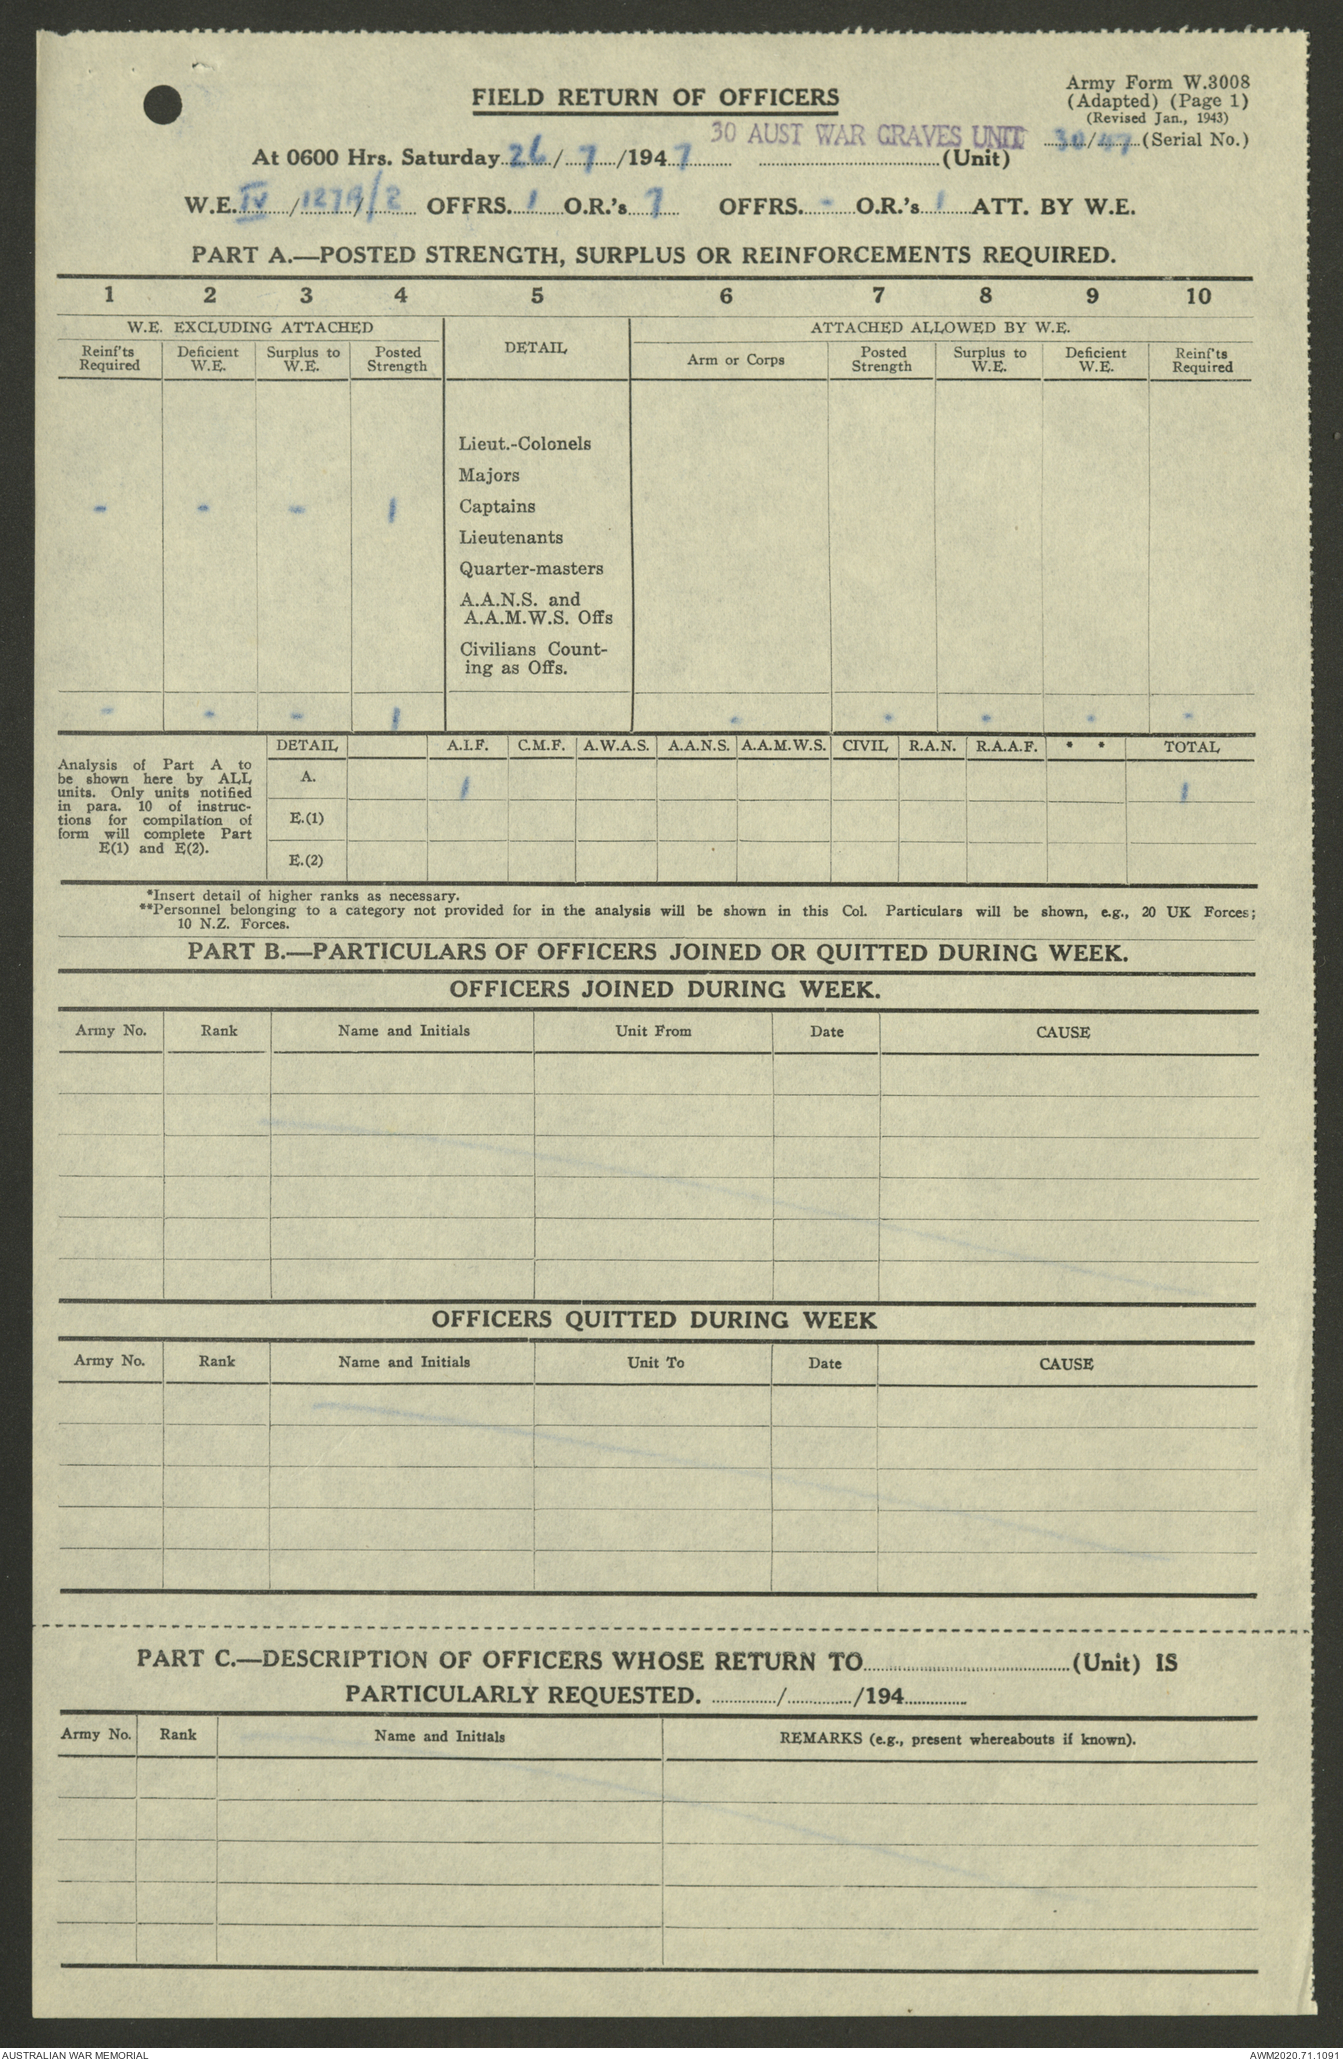 Army Form W.3008
FIELD RETURN OF OFFICERS
(Adapted) (Page 1)
(Revised Jan., 1943)
30 AUST WAR GRAVES UNIT 30/47 (Serial No.)
At 0600 Hrs. Saturday 26/7/1947 (Unit)
W.E. IV/1279/2 OFFRS. 1 O.R.'s 7 OFFRS. - O.R.'s 1 ATT. BY W.E.
PART A.—POSTED STRENGTH, SURPLUS OR REINFORCEMENTS REQUIRED.
1 2 3 4 5 6 7 8 9 10
W.E. EXCLUDING ATTACHED DETAIL ATTACHED ALLOWED BY W.E.
Reinf'ts Required Deficient W.E. Surplus to W.E. Posted Strength Arm or Corps Posted Strength Surplus to W.E. Deficient W.E. Reinf'ts Required
Lieut.-Colonels
Majors
- - - 1 Captains
Lieutenants
Quarter-masters
A.A.N.S. and
A.A.M.W.S. Offs
Civilians Count-
ing as Offs.
- - - 1 - - - - -
DETAIL A.I.F. C.M.F. A.W.A.S. A.A.N.S. A.A.M.W.S. CIVIL R.A.N. R.A.A.F. * * TOTAL
Analysis of Part A to
be shown here by ALL
units. Only units notified
in para. 10 of instruc-
tions for compilation of
form will complete Part
E(1) and E(2).
A. 1 1
E.(1)
E.(2)
*Insert detail of higher ranks as necessary.
**Personnel belonging to a category not provided for in the analysis will be shown in this Col. Particulars will be shown, e.g., 20 UK Forces;
10 N.Z. Forces.
PART B.—PARTICULARS OF OFFICERS JOINED OR QUITTED DURING WEEK.
OFFICERS JOINED DURING WEEK.
Army No. Rank Name and Initials Unit From Date CAUSE
OFFICERS QUITTED DURING WEEK
Army No. Rank Name and Initials Unit To Date CAUSE
PART C.—DESCRIPTION OF OFFICERS WHOSE RETURN TO (Unit) IS
PARTICULARLY REQUESTED. / /194
Army No. Rank Name and Initials REMARKS (e.g., present whereabouts if known).
AUSTRALIAN WAR MEMORIAL AWM2020.71.1091